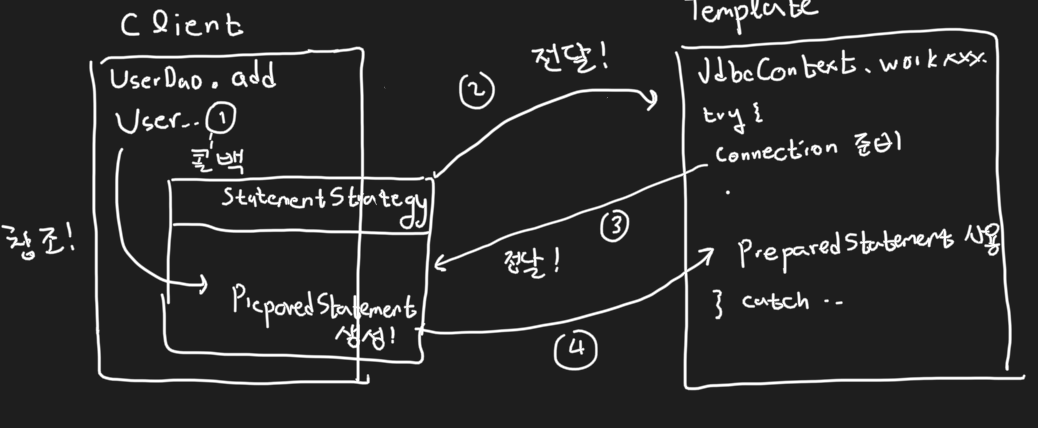 Client
UserDao.add
User.. ①
콜백
StatementStrategy
참조!
PreparedStatement
생성!
② 전달!
③
전달!
④
Template
JdbcContext.workxxx.
try {
Connection 준비
.
PreparedStatement 사용
} catch ..